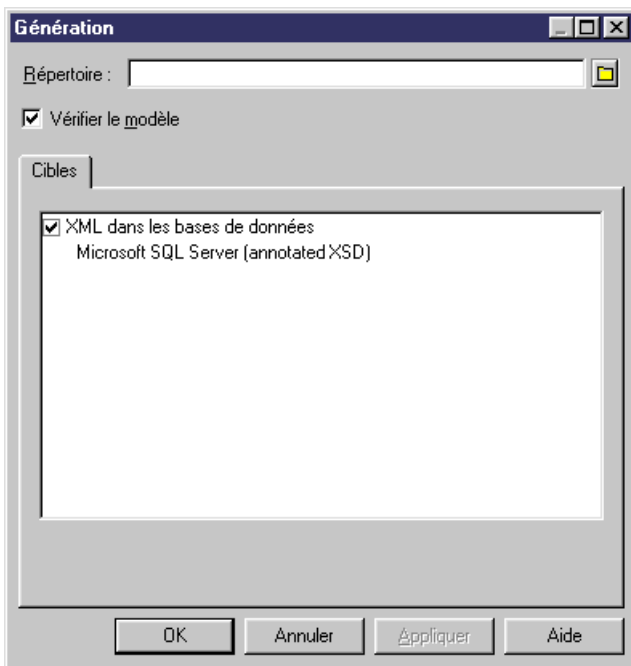 Génération
Répertoire :
Vérifier le modèle
Cibles
XML dans les bases de données
Microsoft SQL Server (annotated XSD)
OK Annuler Appliquer Aide